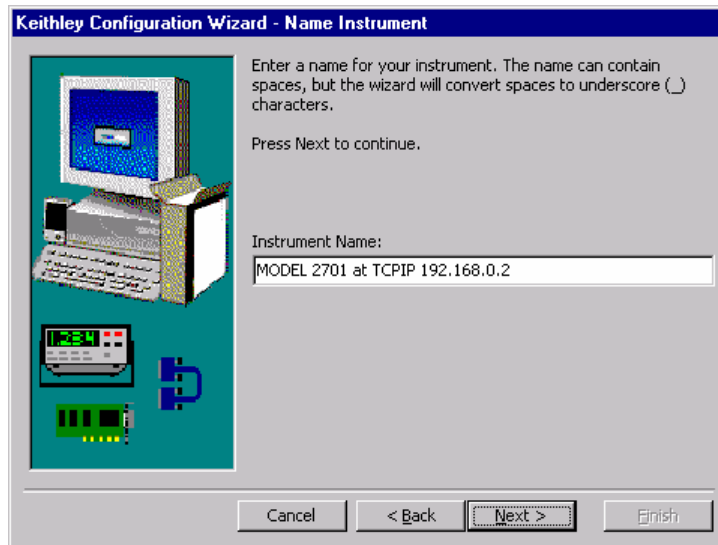 Keithley Configuration Wizard - Name Instrument
Enter a name for your instrument. The name can contain
spaces, but the wizard will convert spaces to underscore (_)
characters.
Press Next to continue.
Instrument Name:
MODEL 2701 at TCPIP 192.168.0.2
1.234
Cancel
< Back
Next >
Finish